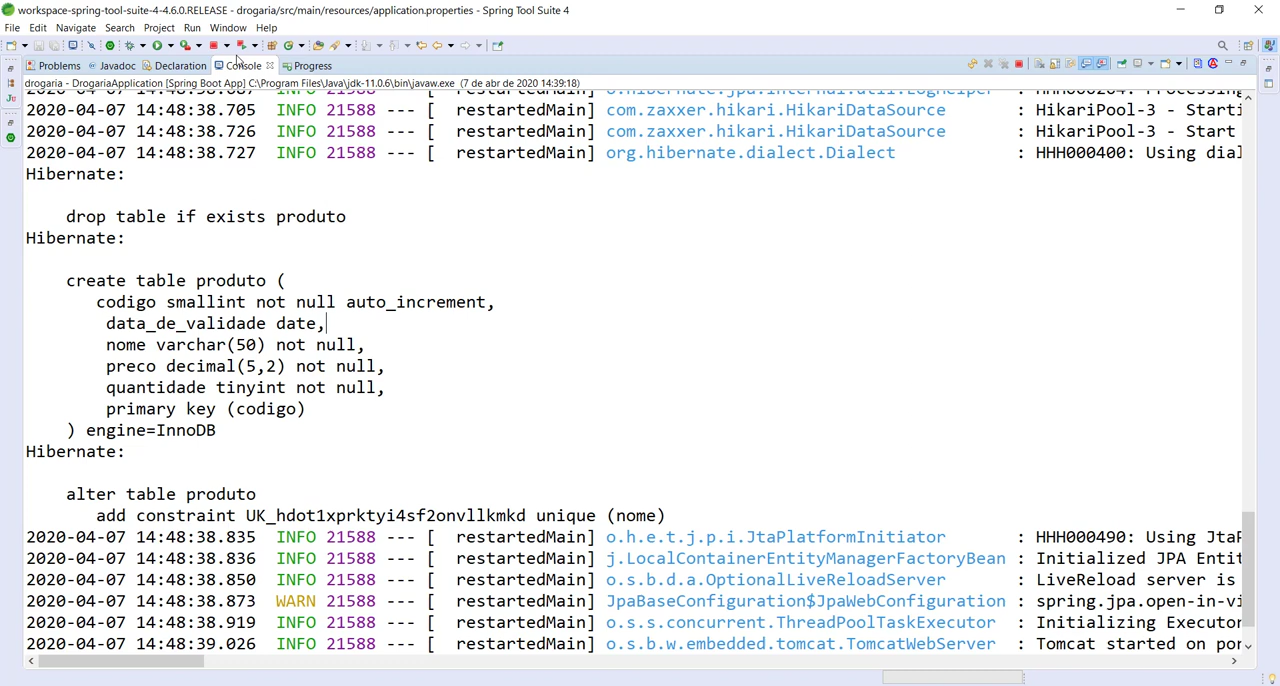 workspace-spring-tool-suite-4-4.6.0.RELEASE - drogaria/src/main/resources/application.properties - Spring Tool Suite 4
File Edit Navigate Search Project Run Window Help
Problems Javadoc Declaration Console Progress
drogaria - DrogariaApplication [Spring Boot App] C:\Program Files\Java\jdk-11.0.6\bin\javaw.exe (7 de abr de 2020 14:39:18)
2020-04-07 14:48:38.705 INFO 21588 --- [ restartedMain] com.zaxxer.hikari.HikariDataSource : HikariPool-3 - Starti
2020-04-07 14:48:38.726 INFO 21588 --- [ restartedMain] com.zaxxer.hikari.HikariDataSource : HikariPool-3 - Start
2020-04-07 14:48:38.727 INFO 21588 --- [ restartedMain] org.hibernate.dialect.Dialect : HHH000400: Using dial
Hibernate:
drop table if exists produto
Hibernate:
create table produto (
codigo smallint not null auto_increment,
data_de_validade date,
nome varchar(50) not null,
preco decimal(5,2) not null,
quantidade tinyint not null,
primary key (codigo)
) engine=InnoDB
Hibernate:
alter table produto
add constraint UK_hdot1xprktyi4sf2onvllkmkd unique (nome)
2020-04-07 14:48:38.835 INFO 21588 --- [ restartedMain] o.h.e.t.j.p.i.JtaPlatformInitiator : HHH000490: Using JtaP
2020-04-07 14:48:38.836 INFO 21588 --- [ restartedMain] j.LocalContainerEntityManagerFactoryBean : Initialized JPA Entit
2020-04-07 14:48:38.850 INFO 21588 --- [ restartedMain] o.s.b.d.a.OptionalLiveReloadServer : LiveReload server is
2020-04-07 14:48:38.873 WARN 21588 --- [ restartedMain] JpaBaseConfiguration$JpaWebConfiguration : spring.jpa.open-in-vi
2020-04-07 14:48:38.919 INFO 21588 --- [ restartedMain] o.s.s.concurrent.ThreadPoolTaskExecutor : Initializing Executor
2020-04-07 14:48:39.026 INFO 21588 --- [ restartedMain] o.s.b.w.embedded.tomcat.TomcatWebServer : Tomcat started on por